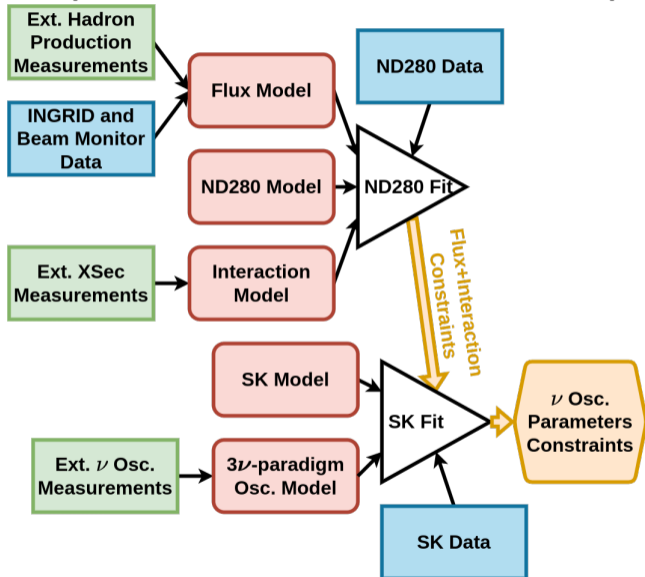 Ext. Hadron
Production
Measurements
INGRID and
Beam Monitor
Data
Flux Model
ND280 Data
ND280 Model
ND280 Fit
Ext. XSec
Measurements
Interaction
Model
Flux+Interaction
Constraints
SK Model
SK Fit
ν Osc.
Parameters
Constraints
Ext. ν Osc.
Measurements
3ν-paradigm
Osc. Model
SK Data